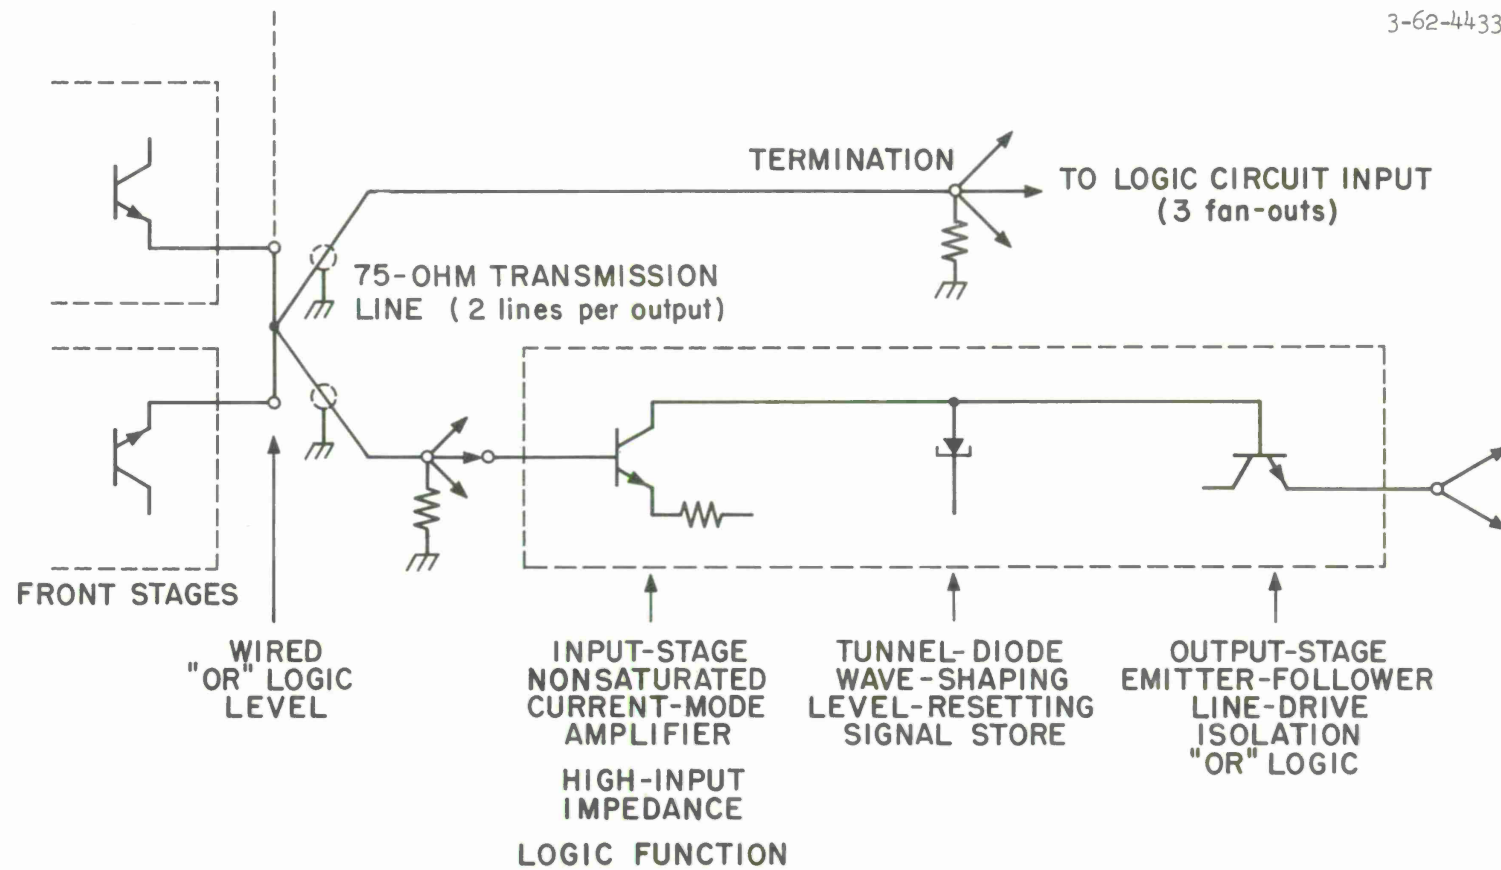 3-62-4433
TERMINATION
TO LOGIC CIRCUIT INPUT
(3 fan-outs)
75-OHM TRANSMISSION
LINE (2 lines per output)
FRONT STAGES
WIRED
"OR" LOGIC
LEVEL
INPUT-STAGE
NONSATURATED
CURRENT-MODE
AMPLIFIER
HIGH-INPUT
IMPEDANCE
LOGIC FUNCTION
TUNNEL-DIODE
WAVE-SHAPING
LEVEL-RESETTING
SIGNAL STORE
OUTPUT-STAGE
EMITTER-FOLLOWER
LINE-DRIVE
ISOLATION
"OR" LOGIC